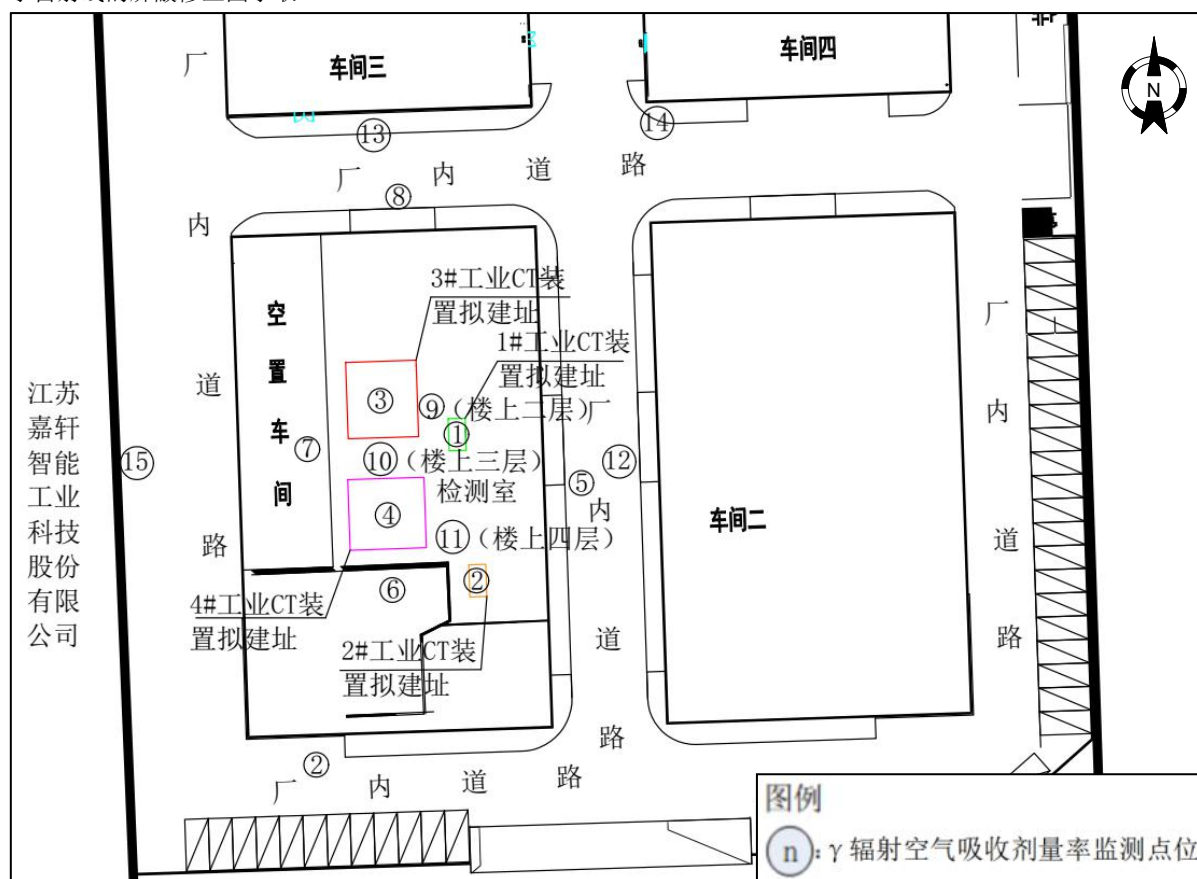 车间三
车间四
N
厂
内
道
路
⑬
⑭
厂 内 道 路
⑧
3#工业CT装
置拟建址
1#工业CT装
置拟建址
空
置
车
间
③
⑨（楼上二层）
①
⑩（楼上三层）
检测室
④
⑪（楼上四层）
②
⑦
⑥
⑤
⑫
⑮
江苏
嘉轩
智能
工业
科技
股份
有限
公司
厂
内
道
路
车间二
厂
内
道
路
4#工业CT装
置拟建址
2#工业CT装
置拟建址
②
厂 内 道 路
图例
n：γ辐射空气吸收剂量率监测点位